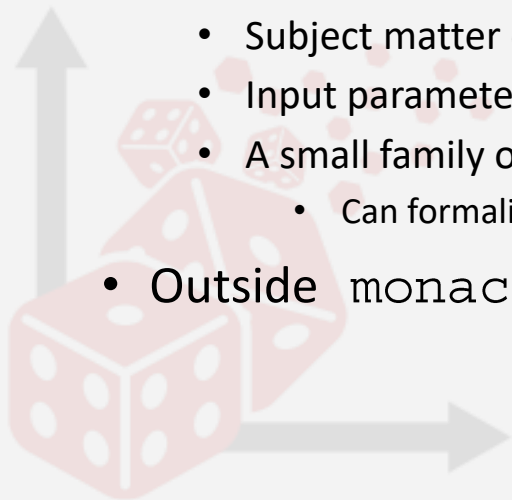 • Subject matter
• Input paramete
• A small family o
• Can formali
• Outside monac